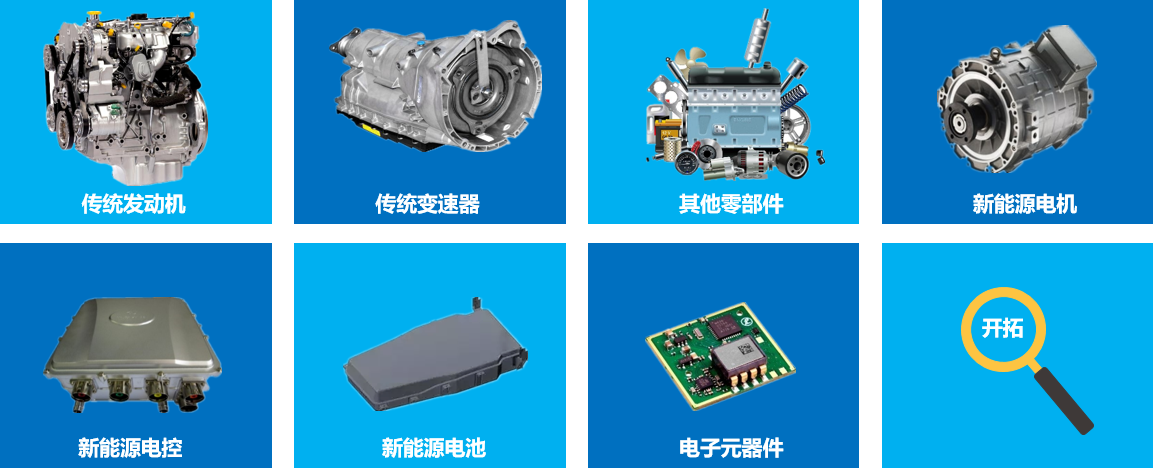 传统发动机
传统变速器
其他零部件
新能源电机
新能源电控
新能源电池
电子元器件
开拓